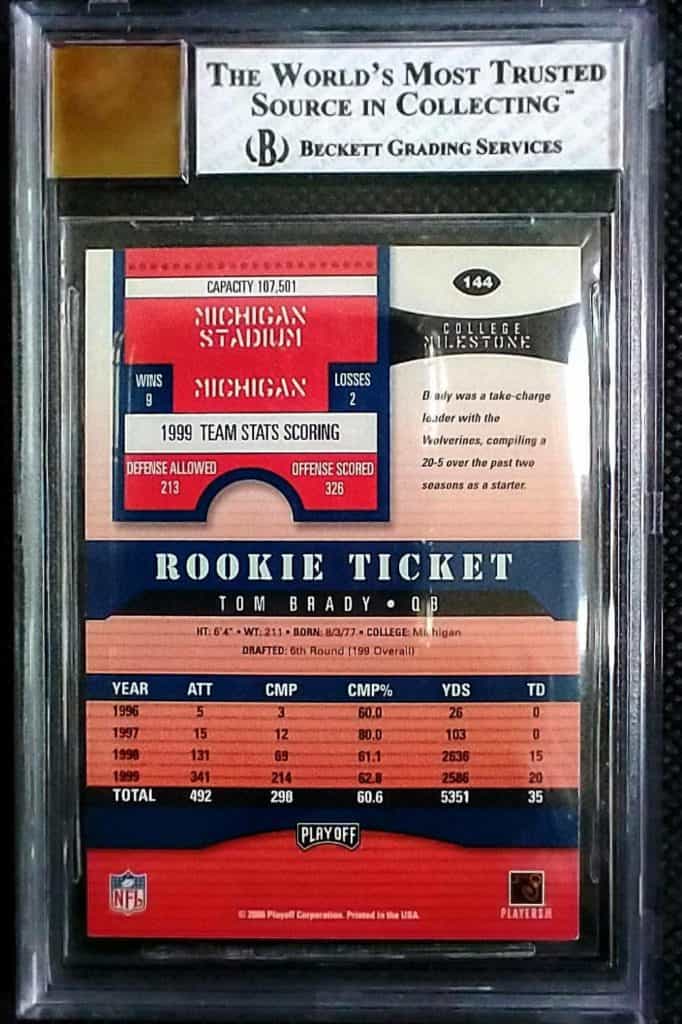 THE WORLD'S MOST TRUSTED
SOURCE IN COLLECTING™
(B) BECKETT GRADING SERVICES
CAPACITY 107,501
MICHIGAN
STADIUM
WINS
9
MICHIGAN
LOSSES
2
1999 TEAM STATS SCORING
DEFENSE ALLOWED
213
OFFENSE SCORED
326
144
COLLEGE
MILESTONE
Brady was a take-charge
leader with the
Wolverines, compiling a
20-5 over the past two
seasons as a starter.
ROOKIE TICKET
TOM BRADY • QB
HT: 6'4" • WT: 211 • BORN: 8/3/77 • COLLEGE: Michigan
DRAFTED: 6th Round (199 Overall)
YEAR ATT CMP CMP% YDS TD
1996 5 3 60.0 26 0
1997 15 12 80.0 103 0
1998 131 69 61.1 2636 15
1999 341 214 62.8 2586 20
TOTAL 492 298 60.6 5351 35
PLAYOFF
NFL
PLAYERS
© 2000 Playoff Corporation. Printed in the USA.